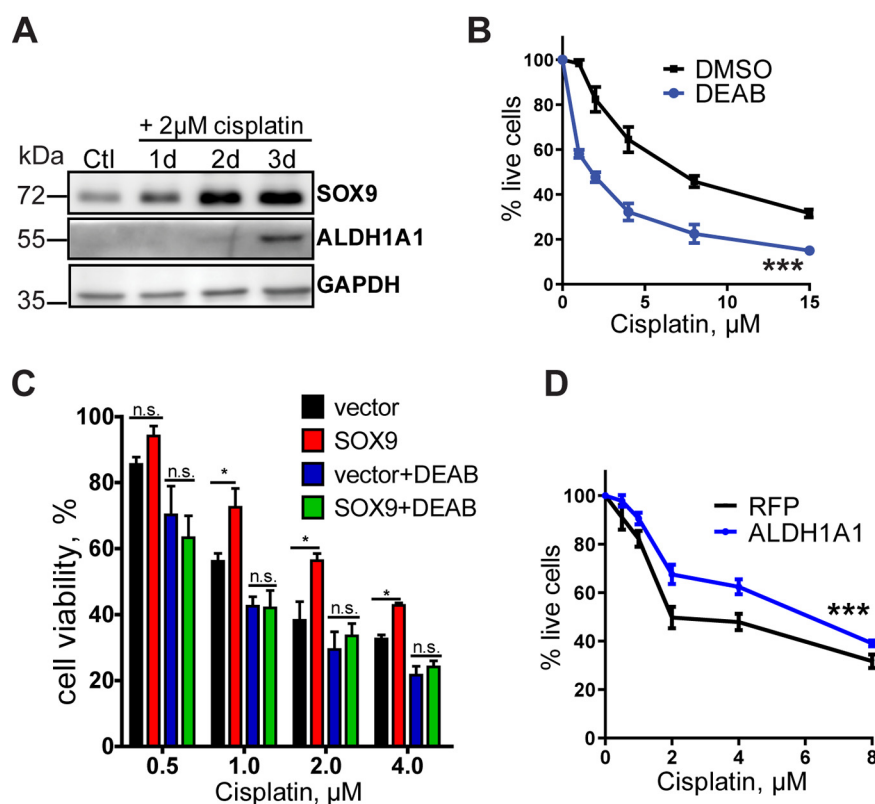 A
+ 2µM cisplatin
kDa Ctl 1d 2d 3d
72 SOX9
55 ALDH1A1
35 GAPDH
B
DMSO
DEAB
% live cells
100
80
60
40
20
0
***
0 5 10 15
Cisplatin, µM
C
vector
SOX9
vector+DEAB
SOX9+DEAB
cell viability, %
100
80
60
40
20
0
n.s.
n.s.
*
n.s.
*
n.s.
*
n.s.
0.5 1.0 2.0 4.0
Cisplatin, µM
D
RFP
ALDH1A1
% live cells
100
80
60
40
20
0
***
0 2 4 6 8
Cisplatin, µM